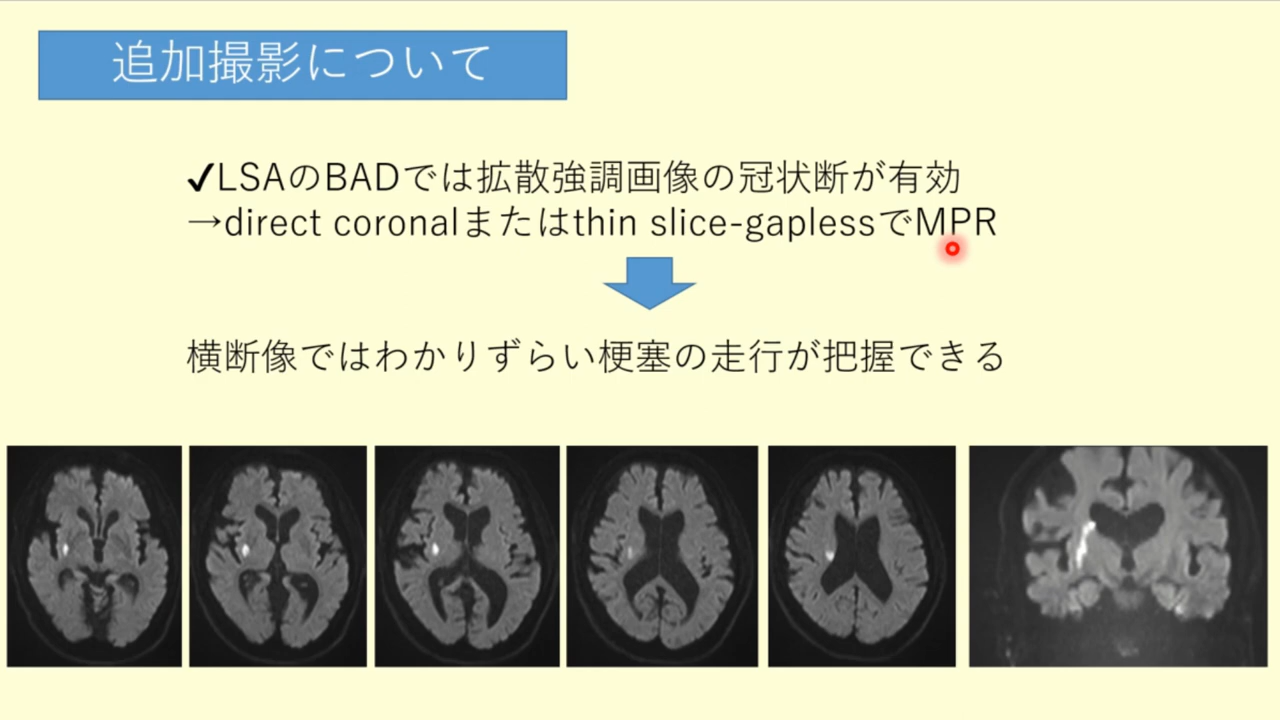 追加撮影について
✓LSAのBADでは拡散強調画像の冠状断が有効
→direct coronalまたはthin slice-gaplessでMPR
横断像ではわかりずらい梗塞の走行が把握できる